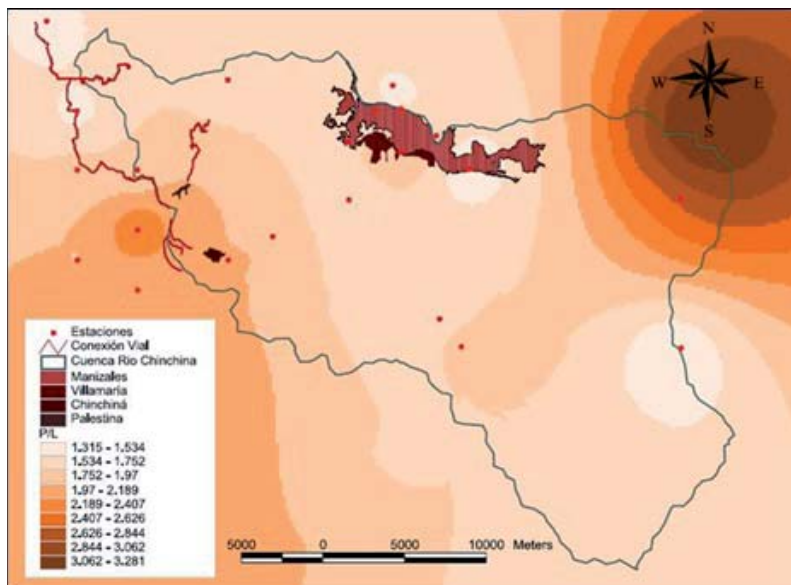 N
W E
S
Estaciones
Conexión Vial
Cuenca Rio Chinchina
Manizales
Villamaría
Chinchiná
Palestina
P/L
1.315 - 1.534
1.534 - 1.752
1.752 - 1.97
1.97 - 2.189
2.189 - 2.407
2.407 - 2.626
2.626 - 2.844
2.844 - 3.062
3.062 - 3.281
5000 0 5000 10000 Meters